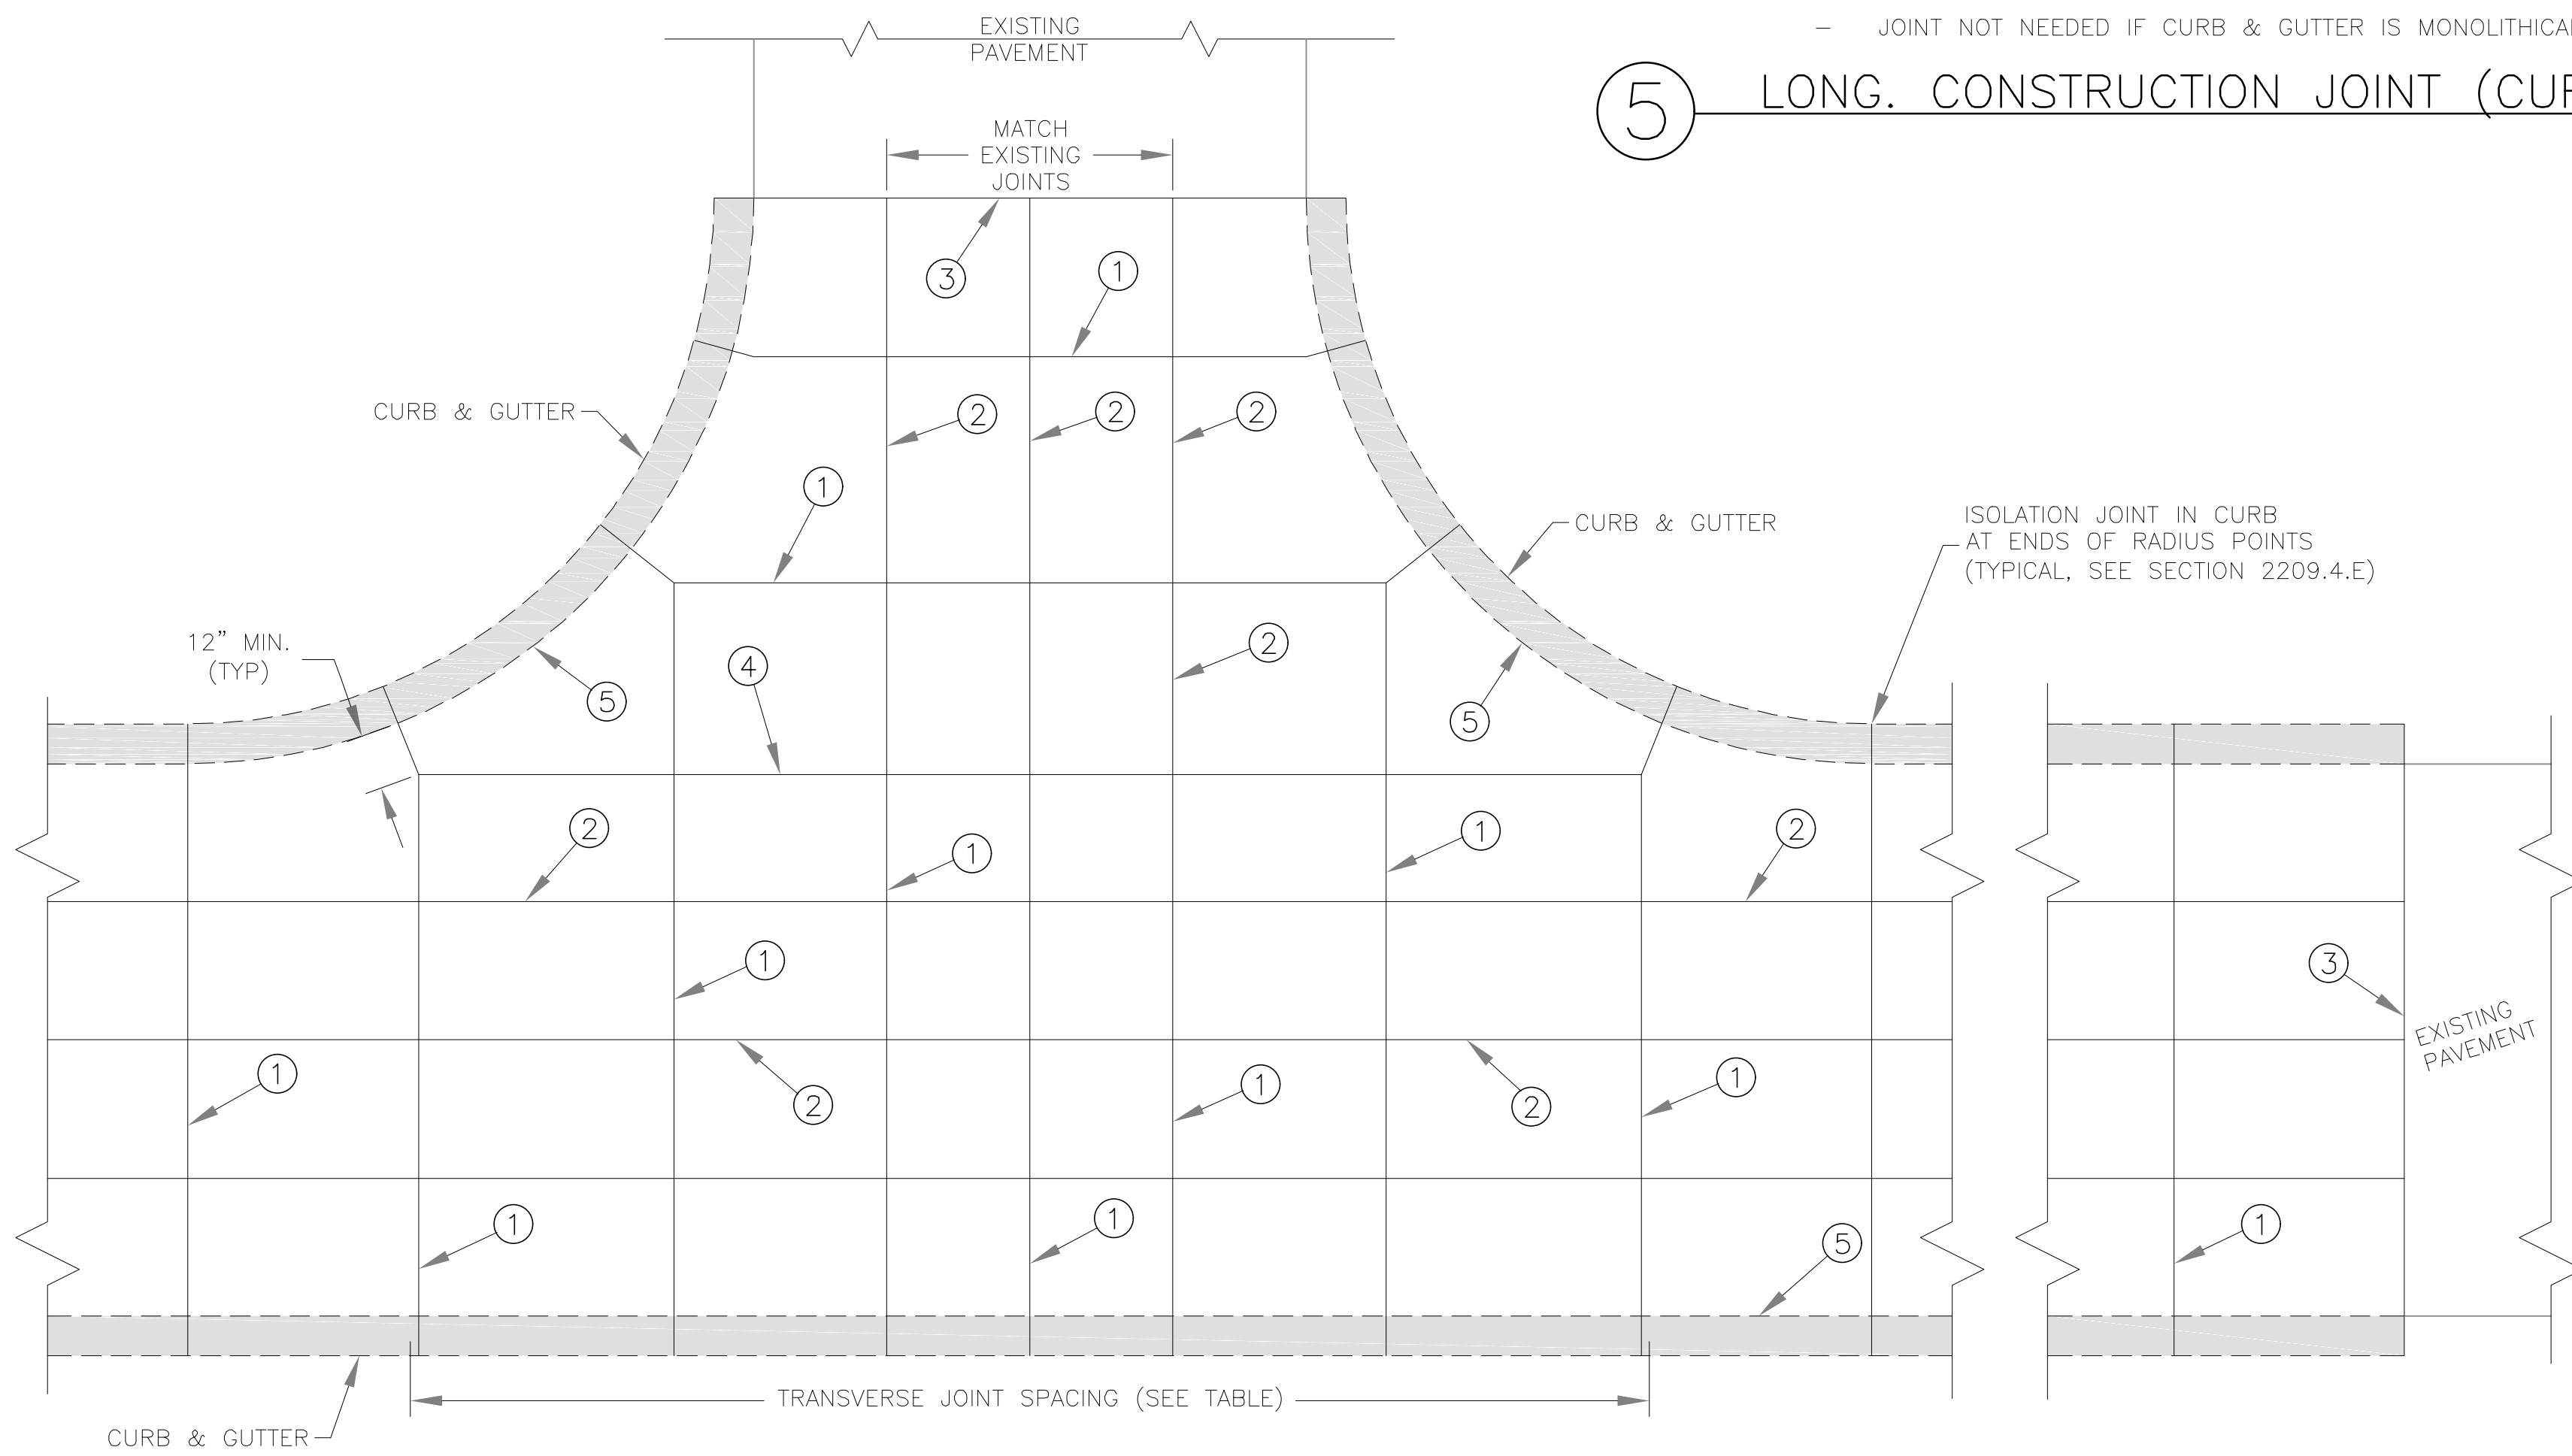 EXISTING
PAVEMENT
— JOINT NOT NEEDED IF CURB & GUTTER IS
5 LONG. CONSTRUCTION JOINT
MATCH
EXISTING
JOINTS
3
1
CURB & GUTTER
2
2
2
1
CURB & GUTTER
ISOLATION JOINT IN CURB
AT ENDS OF RADIUS POINTS
(TYPICAL, SEE SECTION 2209.4.E)
12" MIN.
(TYP)
2
4
5
5
2
1
1
2
1
3
EXISTING
PAVEMENT
1
2
1
2
1
1
1
5
1
TRANSVERSE JOINT SPACING (SEE TABLE)
CURB & GUTTER